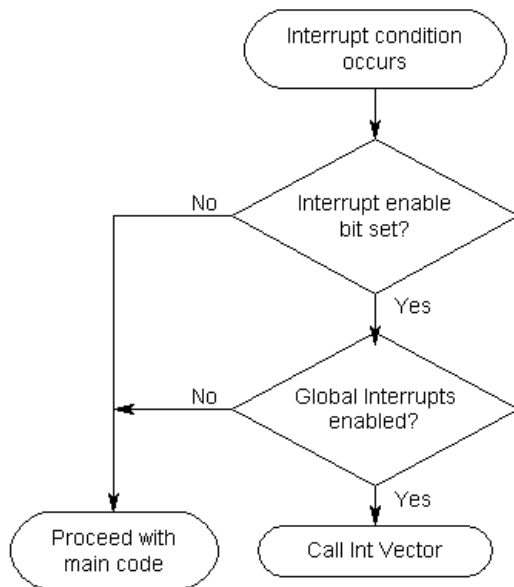 Interrupt condition
occurs
No
Interrupt enable
bit set?
Yes
No
Global Interrupts
enabled?
Yes
Proceed with
main code
Call Int Vector